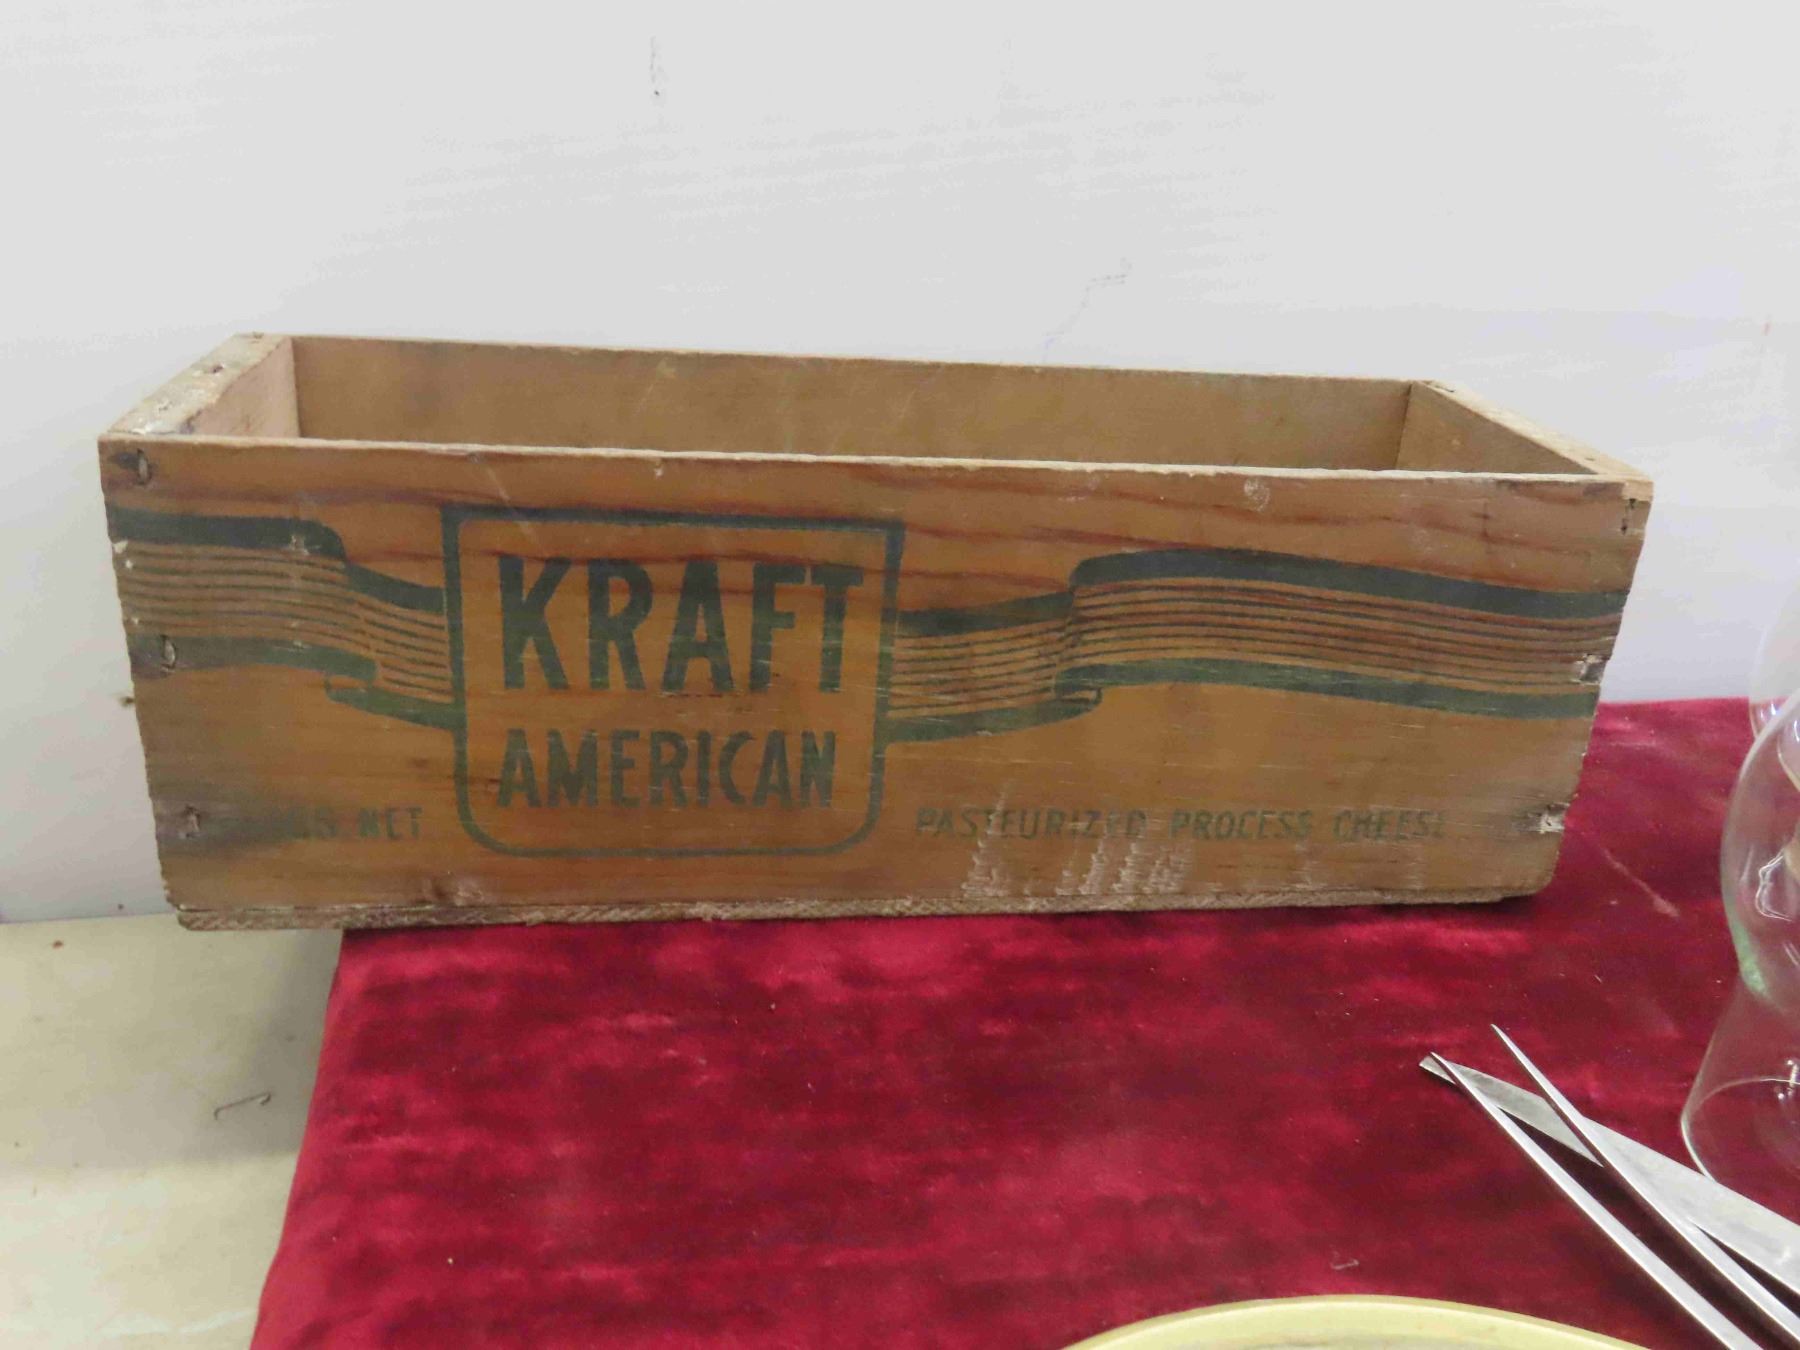 KRAFT
AMERICAN
NET
PASTEURIZED PROCESS CHEESE